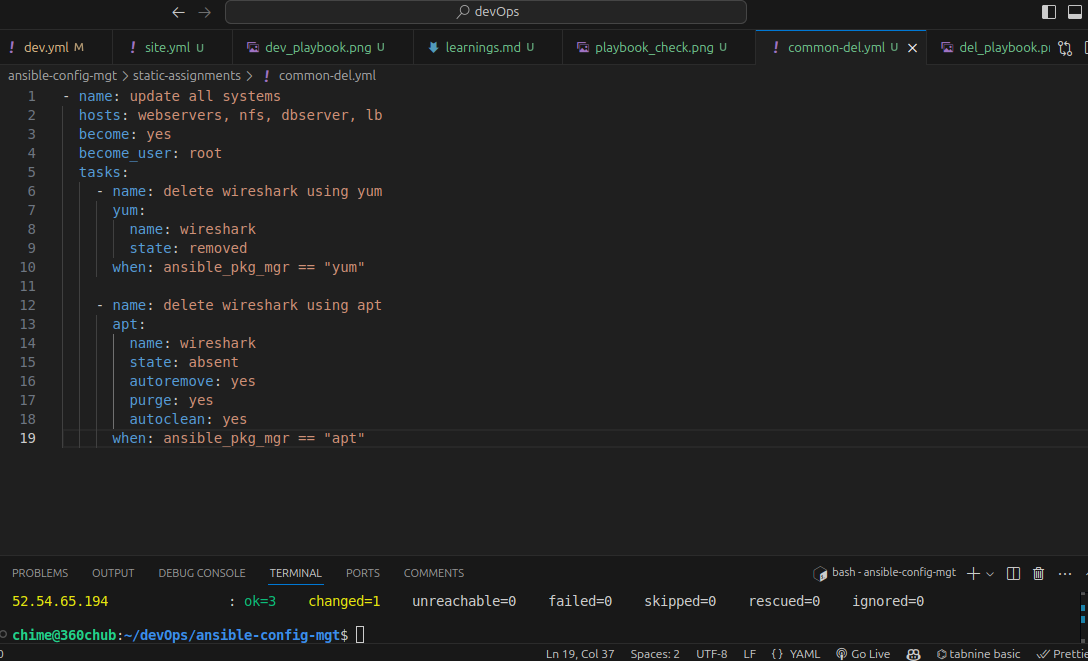 devOps
! dev.yml M ! site.yml U dev_playbook.png U learnings.md U playbook_check.png U ! common-del.yml U del_playbook.p
ansible-config-mgt > static-assignments > ! common-del.yml
1 - name: update all systems
2 hosts: webservers, nfs, dbserver, lb
3 become: yes
4 become_user: root
5 tasks:
6 - name: delete wireshark using yum
7 yum:
8 name: wireshark
9 state: removed
10 when: ansible_pkg_mgr == "yum"
11
12 - name: delete wireshark using apt
13 apt:
14 name: wireshark
15 state: absent
16 autoremove: yes
17 purge: yes
18 autoclean: yes
19 when: ansible_pkg_mgr == "apt"
PROBLEMS OUTPUT DEBUG CONSOLE TERMINAL PORTS COMMENTS bash - ansible-config-mgt
52.54.65.194 : ok=3 changed=1 unreachable=0 failed=0 skipped=0 rescued=0 ignored=0
chime@360chub:~/devOps/ansible-config-mgt$
0 Ln 19, Col 37 Spaces: 2 UTF-8 LF {} YAML Go Live tabnine basic Prettie